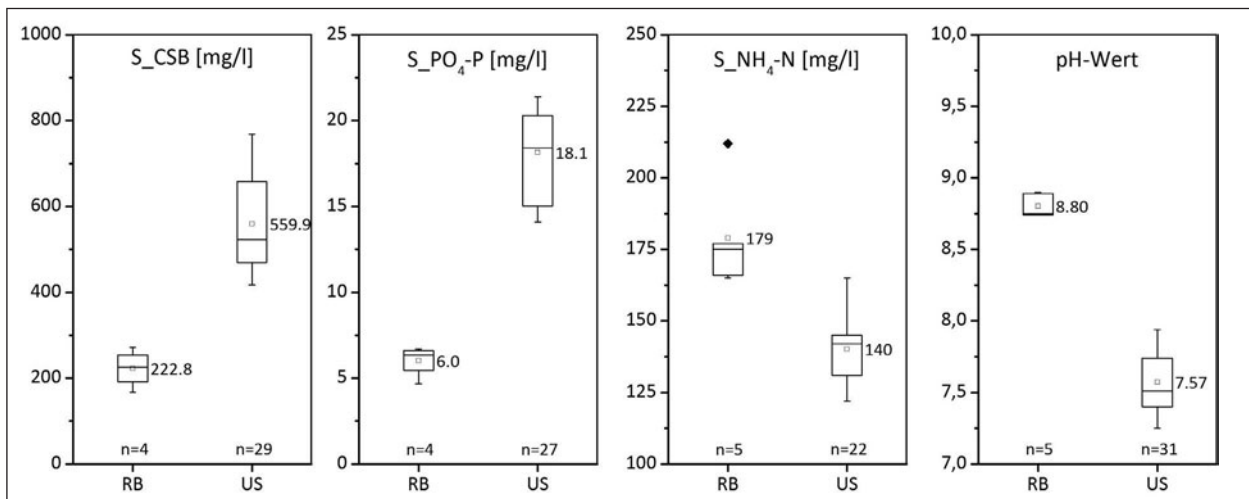 S_CSB [mg/l]
1000
800
600
400
200
0
222.8
559.9
n=4
n=29
RB
US
S_PO₄-P [mg/l]
25
20
15
10
5
0
6.0
18.1
n=4
n=27
RB
US
S_NH₄-N [mg/l]
250
225
200
175
150
125
100
179
140
n=5
n=22
RB
US
pH-Wert
10,0
9,5
9,0
8,5
8,0
7,5
7,0
8.80
7.57
n=5
n=31
RB
US